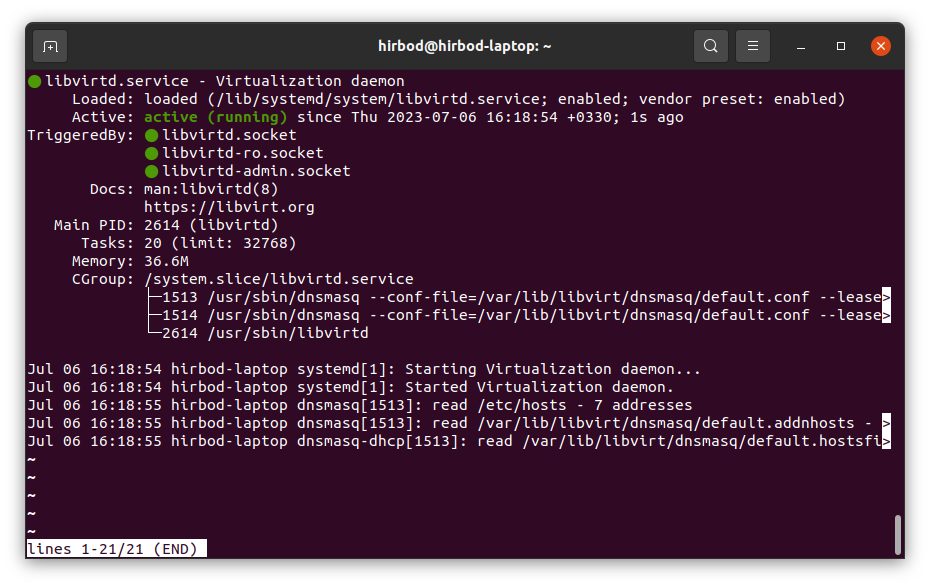 hirbod@hirbod-laptop: ~
libvirtd.service - Virtualization daemon
Loaded: loaded (/lib/systemd/system/libvirtd.service; enabled; vendor preset: enabled)
Active: active (running) since Thu 2023-07-06 16:18:54 +0330; 1s ago
TriggeredBy: ● libvirtd.socket
● libvirtd-ro.socket
● libvirtd-admin.socket
Docs: man:libvirtd(8)
https://libvirt.org
Main PID: 2614 (libvirtd)
Tasks: 20 (limit: 32768)
Memory: 36.6M
CGroup: /system.slice/libvirtd.service
├─1513 /usr/sbin/dnsmasq --conf-file=/var/lib/libvirt/dnsmasq/default.conf --lease>
├─1514 /usr/sbin/dnsmasq --conf-file=/var/lib/libvirt/dnsmasq/default.conf --lease>
└─2614 /usr/sbin/libvirtd
Jul 06 16:18:54 hirbod-laptop systemd[1]: Starting Virtualization daemon...
Jul 06 16:18:54 hirbod-laptop systemd[1]: Started Virtualization daemon.
Jul 06 16:18:55 hirbod-laptop dnsmasq[1513]: read /etc/hosts - 7 addresses
Jul 06 16:18:55 hirbod-laptop dnsmasq[1513]: read /var/lib/libvirt/dnsmasq/default.addnhosts - >
Jul 06 16:18:55 hirbod-laptop dnsmasq-dhcp[1513]: read /var/lib/libvirt/dnsmasq/default.hostsfi>
~
~
~
~
~
lines 1-21/21 (END)